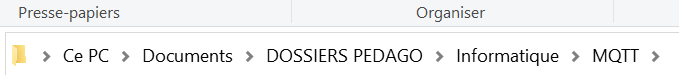 Presse-papiers Organiser
Ce PC > Documents > DOSSIERS PEDAGO > Informatique > MQTT >